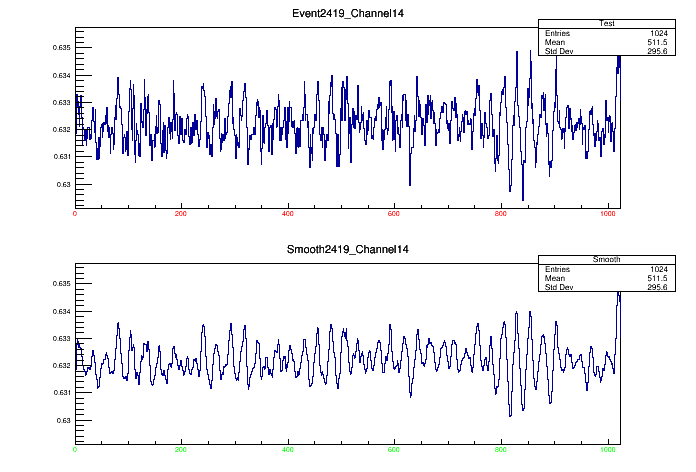 Event2419_Channel14
Test
Entries 1024
Mean 511.5
Std Dev 295.6
0.635
0.634
0.633
0.632
0.631
0.63
0 200 400 600 800 1000
Smooth2419_Channel14
Smooth
Entries 1024
Mean 511.5
Std Dev 295.6
0.635
0.634
0.633
0.632
0.631
0.63
0 200 400 600 800 1000